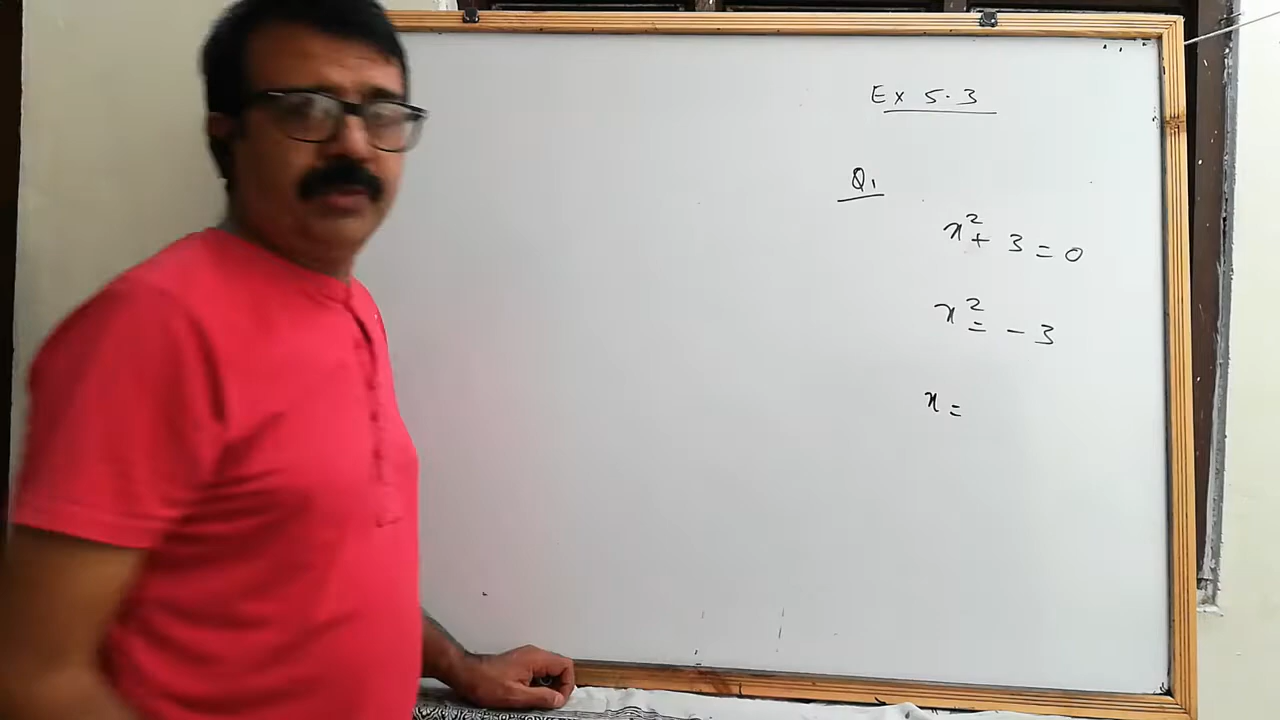 Ex 5.3
Q1
x² + 3 = 0
x² = - 3
x =